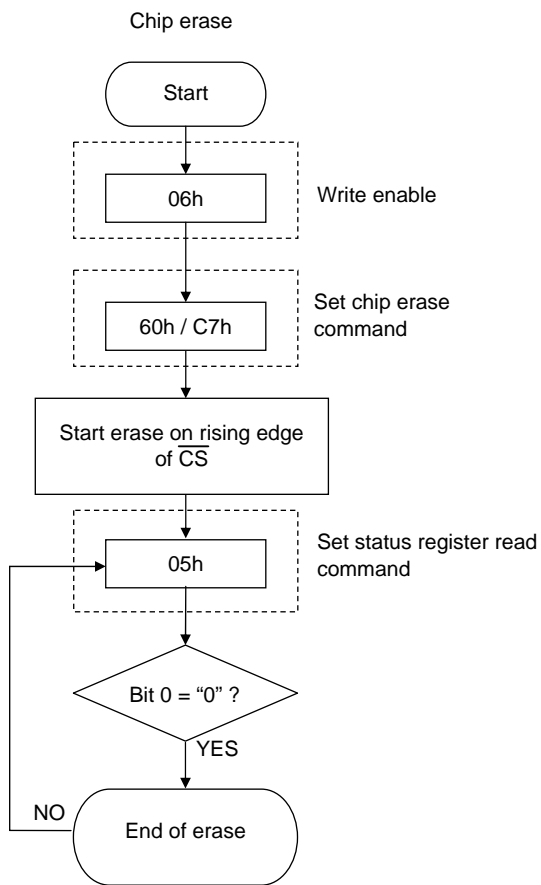 Chip erase
Start
06h
Write enable
60h / C7h
Set chip erase
command
Start erase on rising edge
of C̅S̅
05h
Set status register read
command
Bit 0 = “0” ?
YES
NO
End of erase